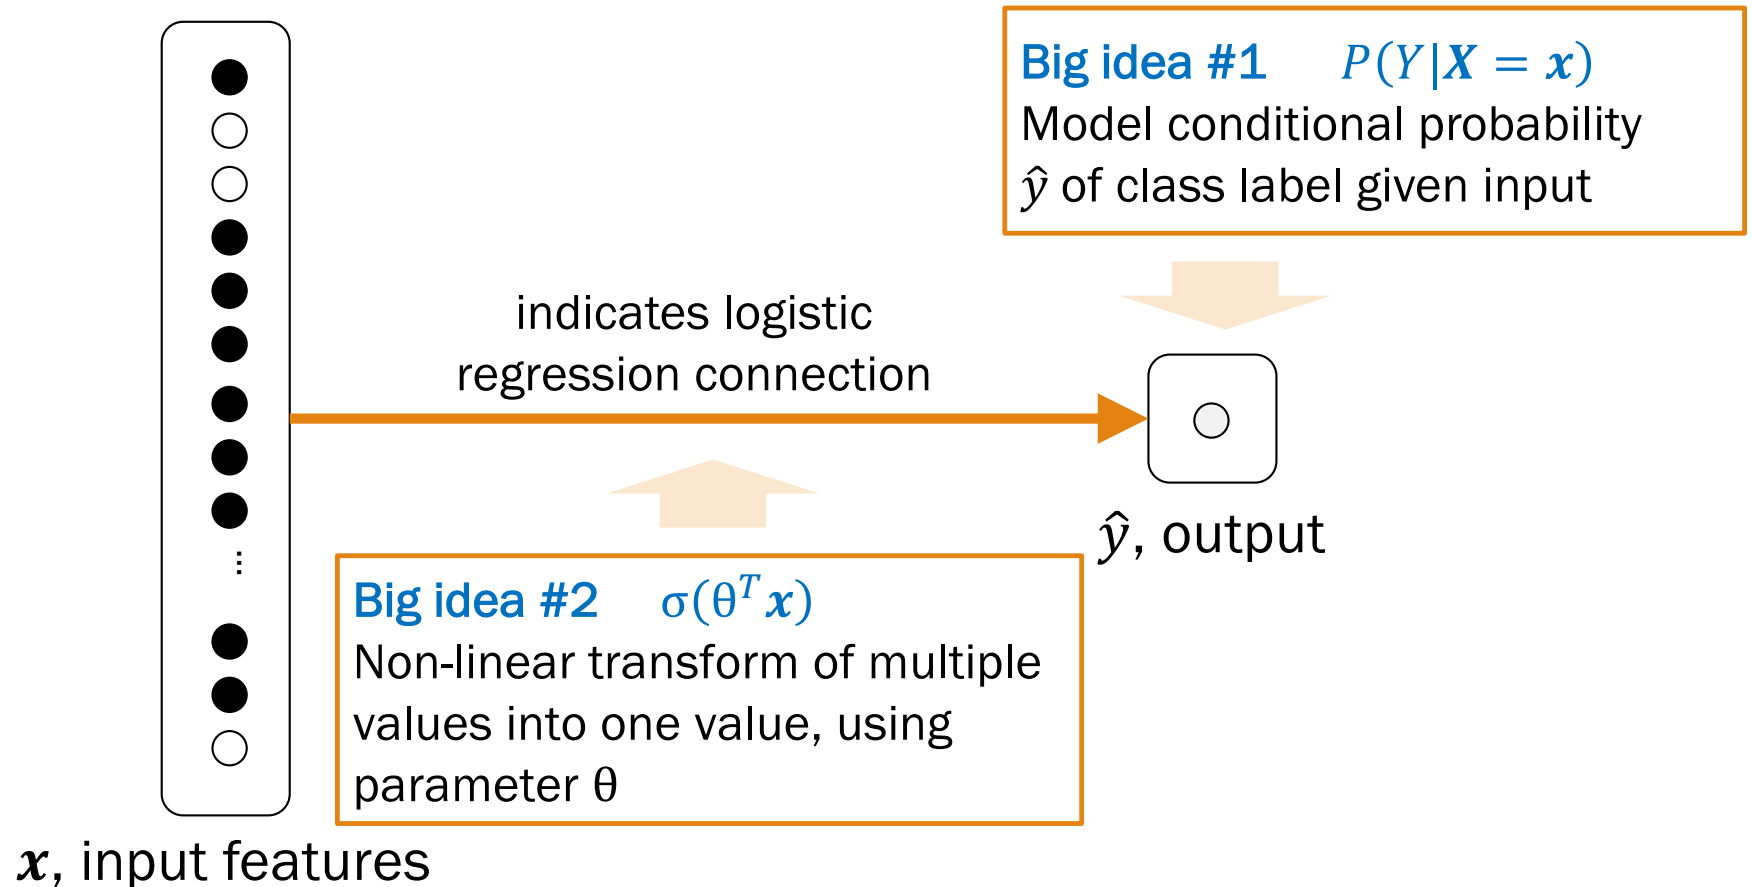 Big idea #1 P(Y|X = x)
Model conditional probability
ŷ of class label given input
indicates logistic
regression connection
ŷ, output
⋮
Big idea #2 σ(θᵀx)
Non-linear transform of multiple
values into one value, using
parameter θ
x, input features